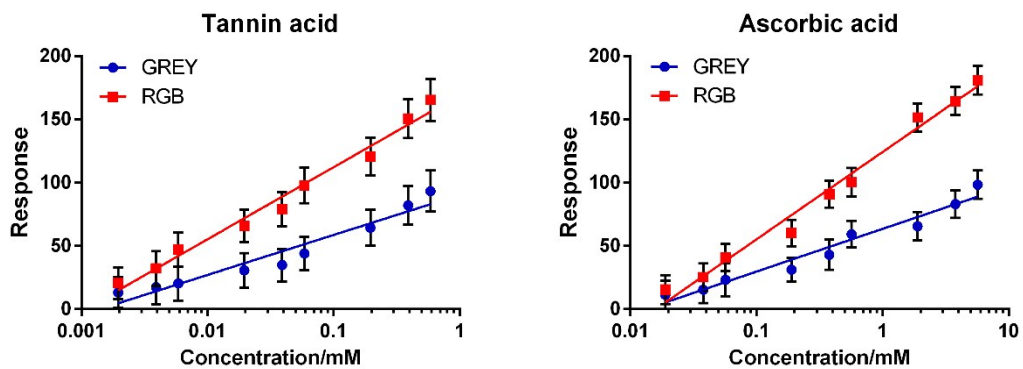 Tannin acid
200
150
100
50
0
Response
GREY
RGB
0.001
0.01
0.1
1
Concentration/mM
Ascorbic acid
200
150
100
50
0
Response
GREY
RGB
0.01
0.1
1
10
Concentration/mM